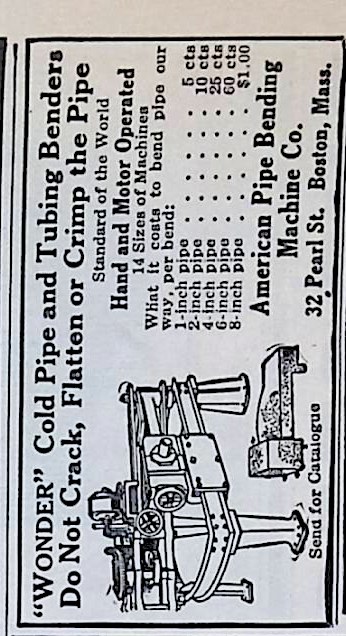 “WONDER” Cold Pipe and Tubing Benders
Do Not Crack, Flatten or Crimp the Pipe
Standard of the World
Hand and Motor Operated
14 Sizes of Machines
What it costs to bend pipe our
way, per bend:
1-inch pipe . . . . . . 5 cts
2-inch pipe . . . . . . 10 cts
4-inch pipe . . . . . . 25 cts
6-inch pipe . . . . . . 60 cts
8-inch pipe . . . . . . $1.00
American Pipe Bending
Machine Co.
32 Pearl St. Boston, Mass.
Send for Catalogue